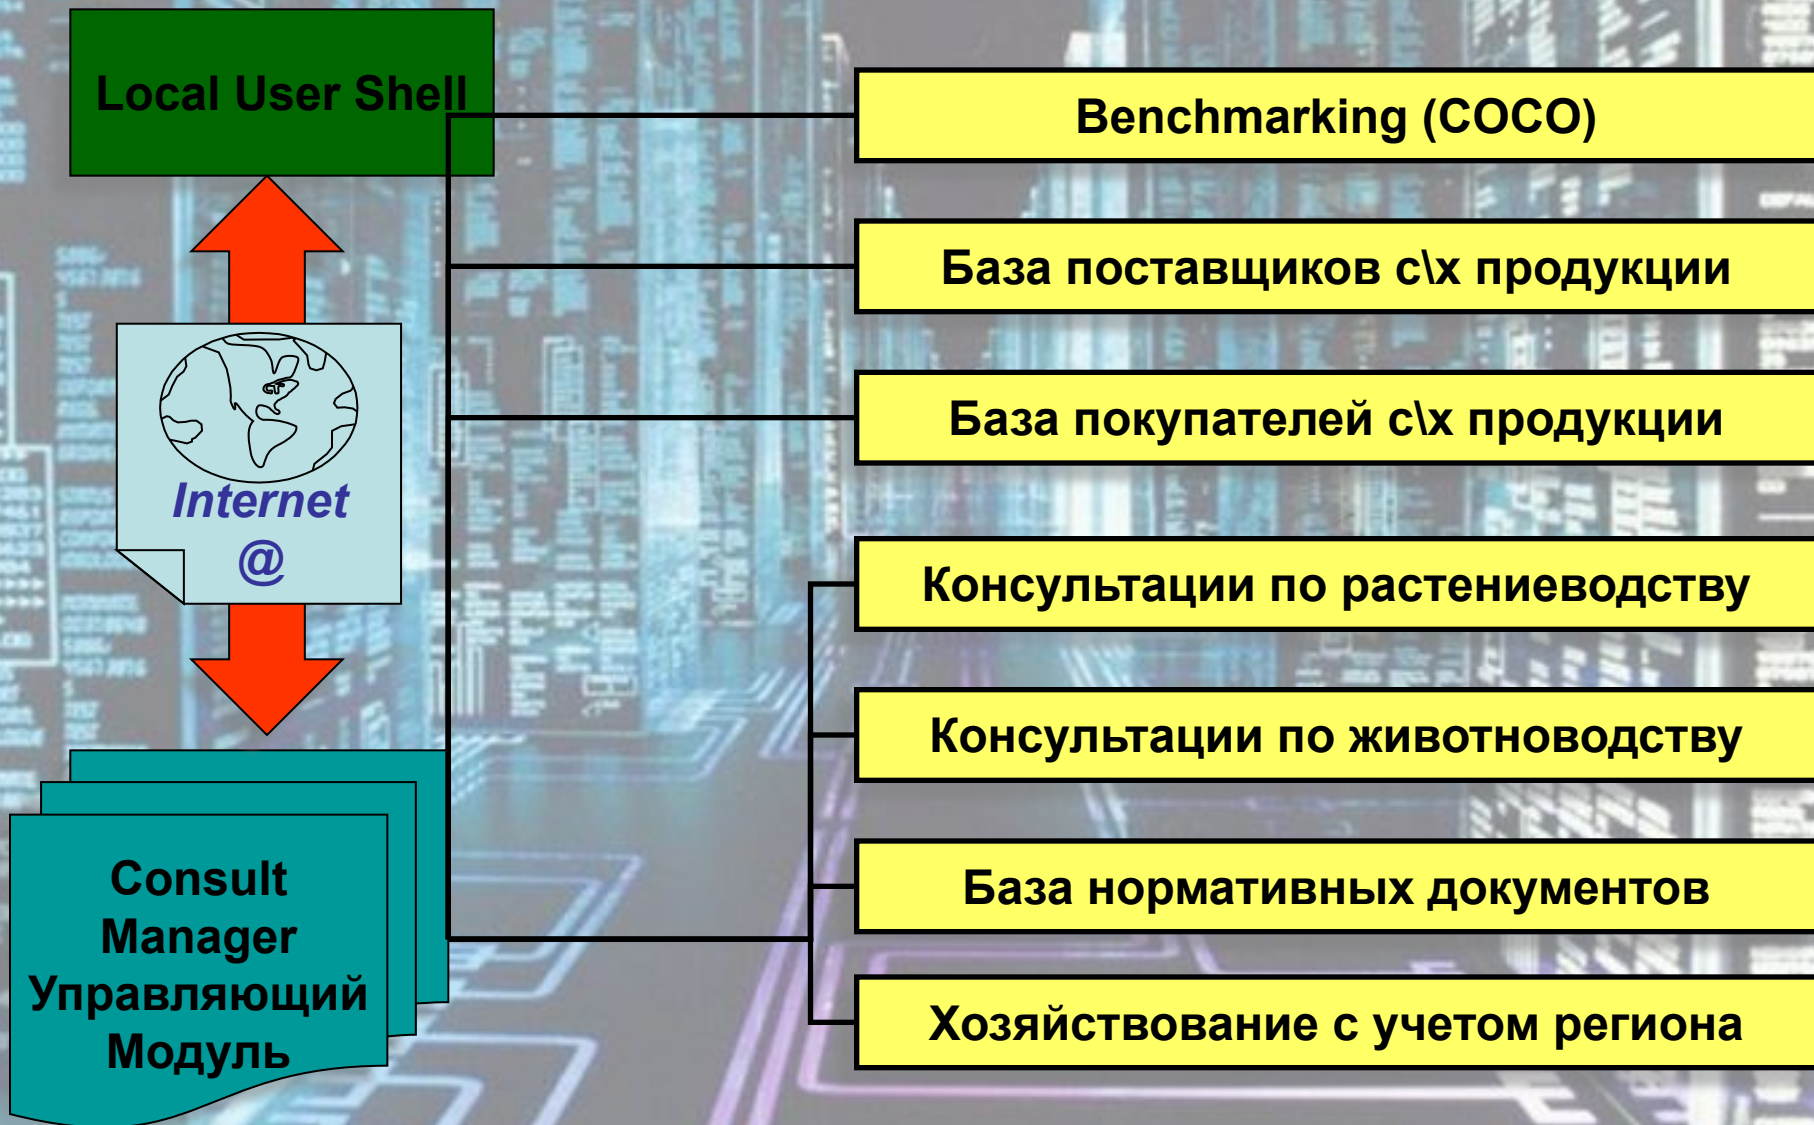 Local User Shell
Internet
@
Consult
Manager
Управляющий
Модуль
Benchmarking (COCO)
База поставщиков с\х продукции
База покупателей с\х продукции
Консультации по растениеводству
Консультации по животноводству
База нормативных документов
Хозяйствование с учетом региона